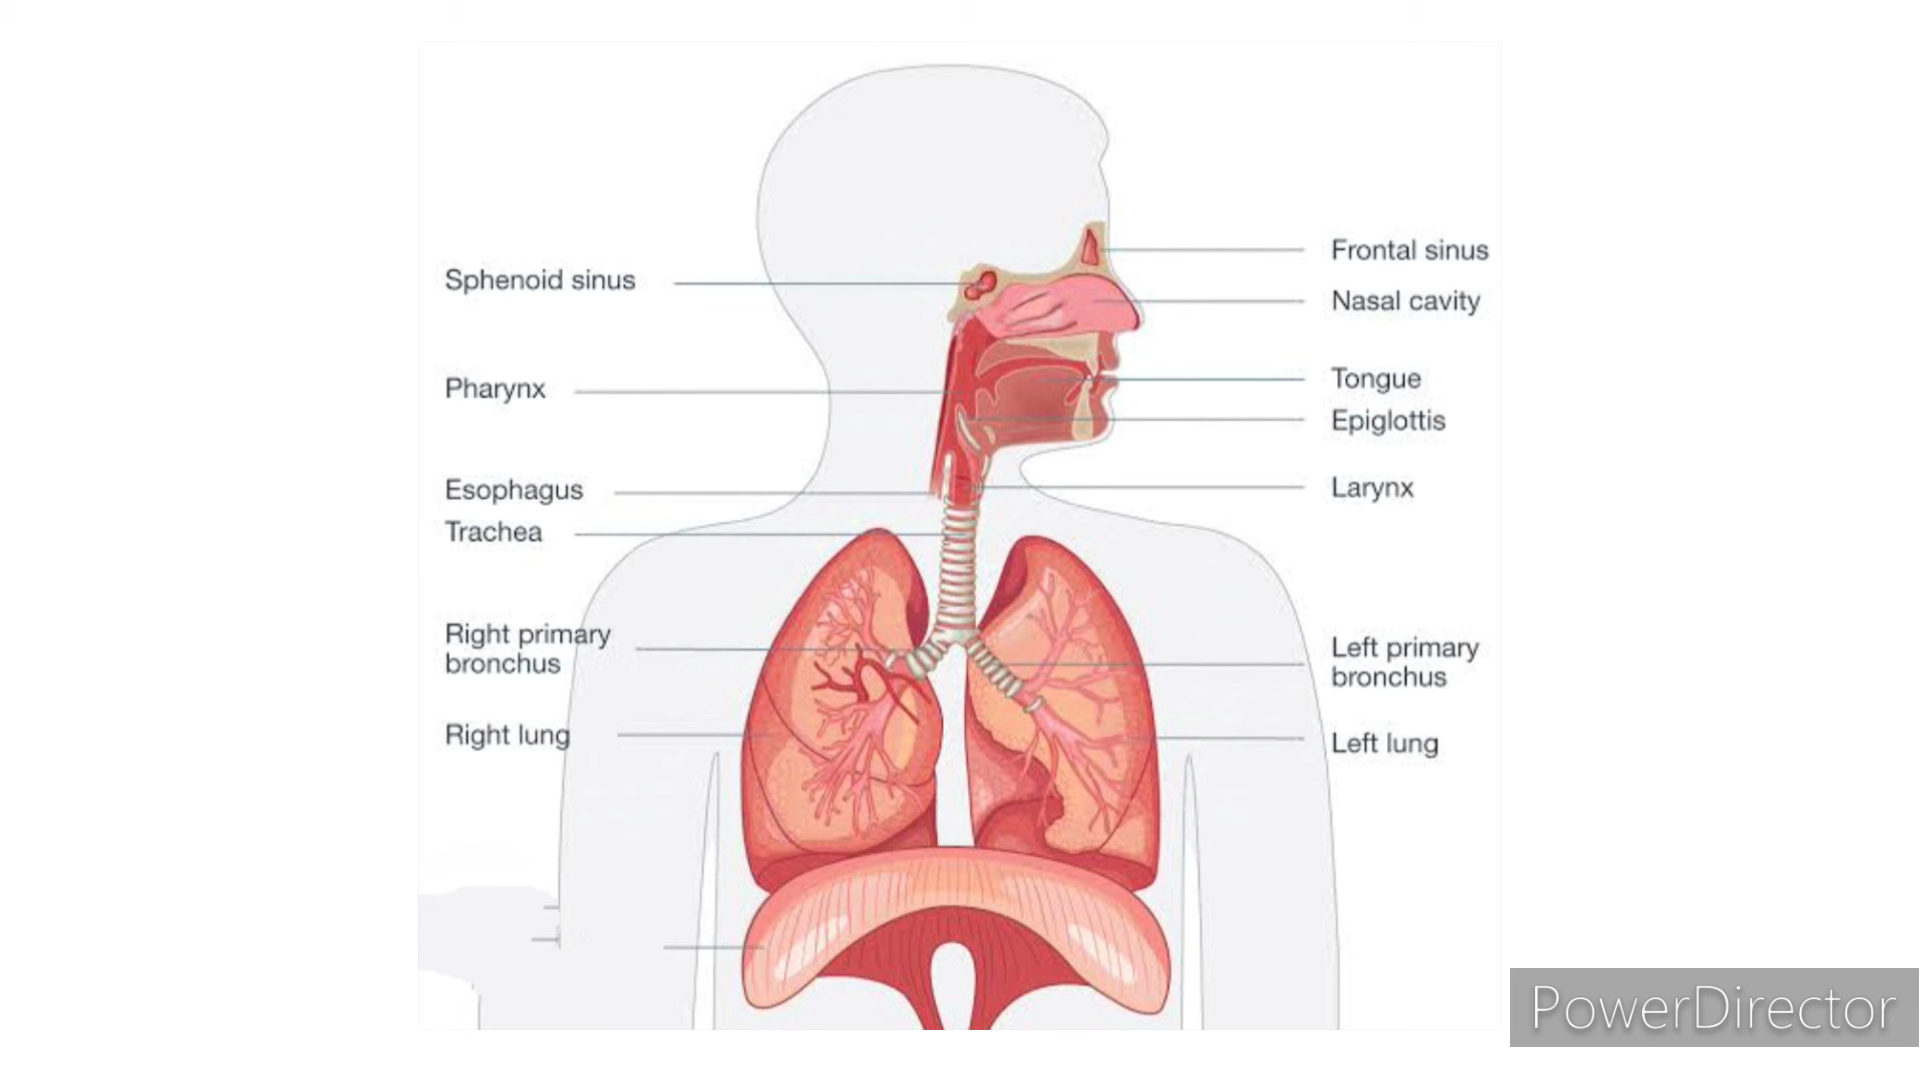 Sphenoid sinus
Pharynx
Esophagus
Trachea
Right primary
bronchus
Right lung
Frontal sinus
Nasal cavity
Tongue
Epiglottis
Larynx
Left primary
bronchus
Left lung
PowerDirector